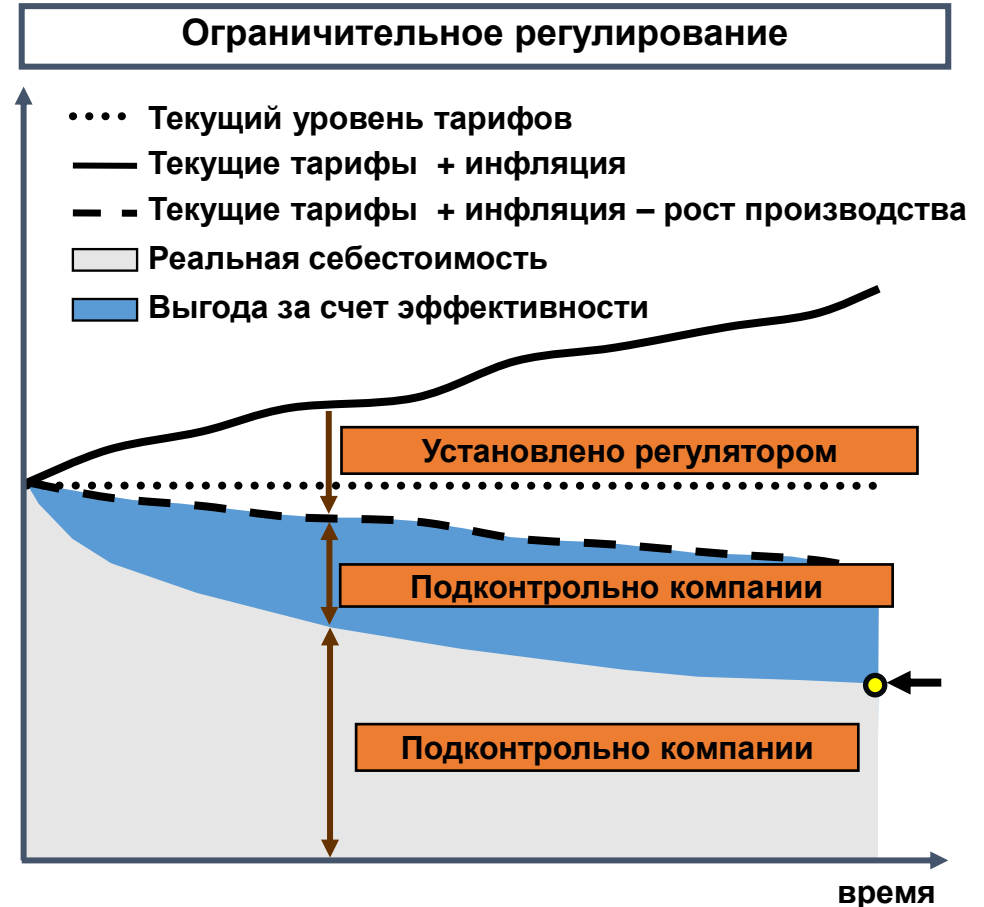 Ограничительное регулирование
Текущий уровень тарифов
Текущие тарифы + инфляция
Текущие тарифы + инфляция – рост производства
Реальная себестоимость
Выгода за счет эффективности
Установлено регулятором
Подконтрольно компании
Подконтрольно компании
время